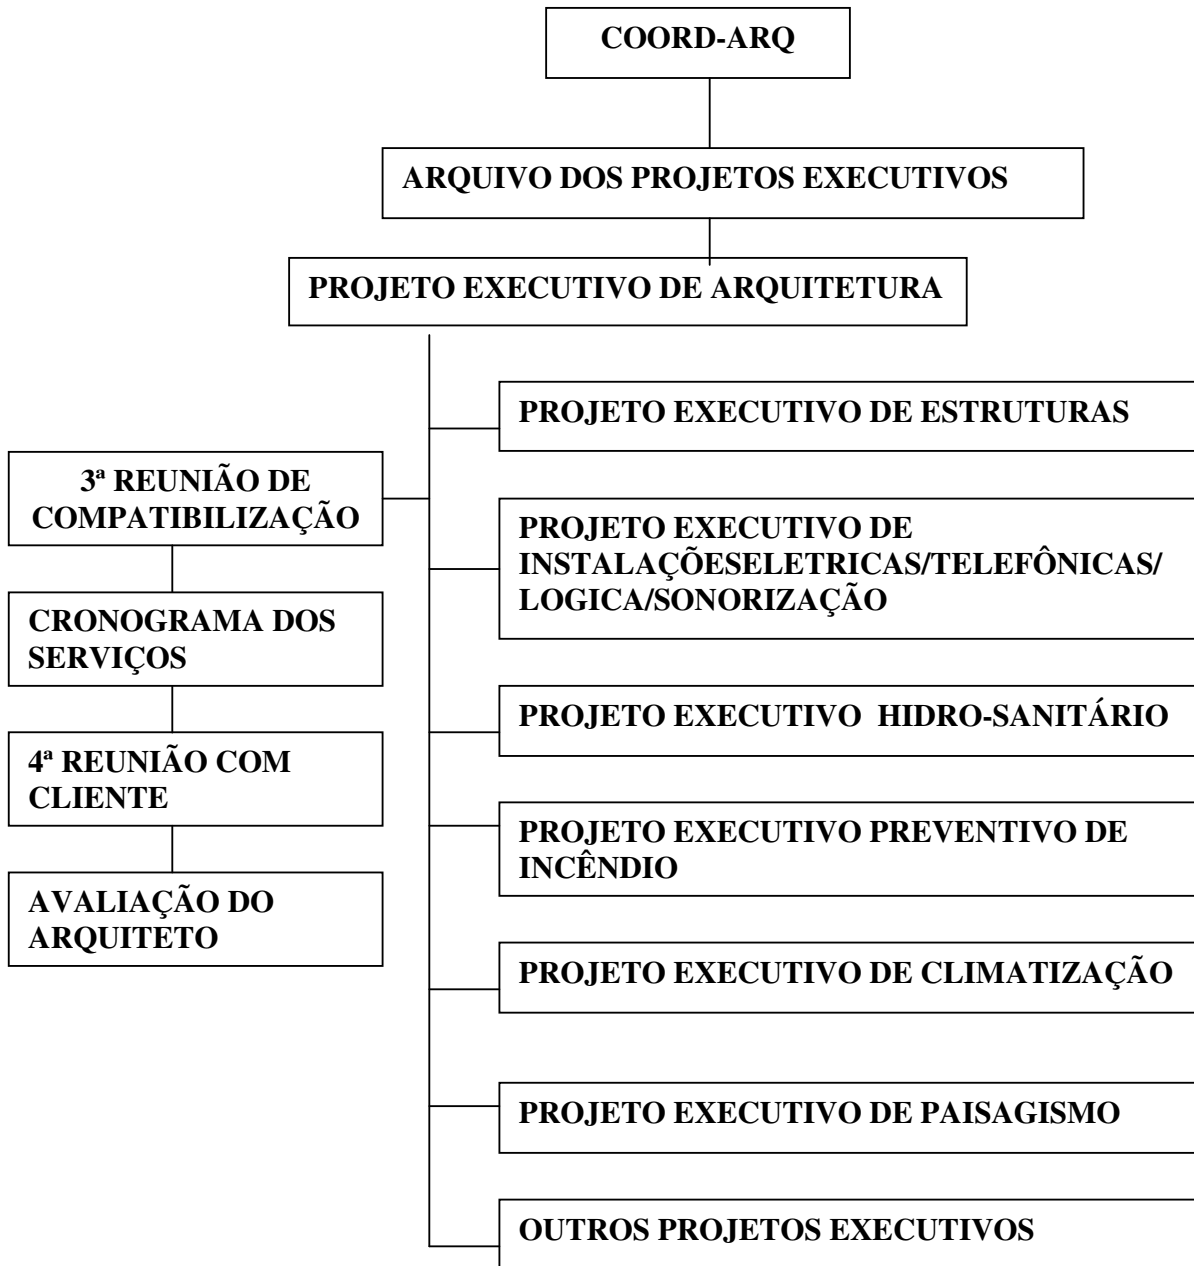 COORD-ARQ
ARQUIVO DOS PROJETOS EXECUTIVOS
PROJETO EXECUTIVO DE ARQUITETURA
3ª REUNIÃO DE
COMPATIBILIZAÇÃO
CRONOGRAMA DOS
SERVIÇOS
4ª REUNIÃO COM
CLIENTE
AVALIAÇÃO DO
ARQUITETO
PROJETO EXECUTIVO DE ESTRUTURAS
PROJETO EXECUTIVO DE
INSTALAÇÕESELETRICAS/TELEFÔNICAS/
LOGICA/SONORIZAÇÃO
PROJETO EXECUTIVO  HIDRO-SANITÁRIO
PROJETO EXECUTIVO PREVENTIVO DE
INCÊNDIO
PROJETO EXECUTIVO DE CLIMATIZAÇÃO
PROJETO EXECUTIVO DE PAISAGISMO
OUTROS PROJETOS EXECUTIVOS